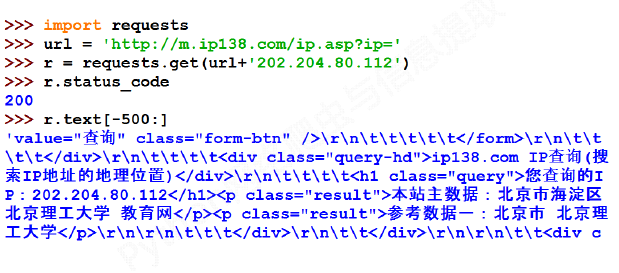 >>> import requests
>>> url = 'http://m.ip138.com/ip.asp?ip='
>>> r = requests.get(url+'202.204.80.112')
>>> r.status_code
200
>>> r.text[-500:]
'value="查询" class="form-btn" />\r\n\t\t\t\t\t</form>\r\n\t\t
\t\t</div>\r\n\t\t\t\t<div class="query-hd">ip138.com IP查询(搜
索IP地址的地理位置)</div>\r\n\t\t\t\t<h1 class="query">您查询的I
P：202.204.80.112</h1><p class="result">本站主数据：北京市海淀区
北京理工大学 教育网</p><p class="result">参考数据一：北京市 北京理
工大学</p>\r\n\r\n\t\t\t</div>\r\n\t\t</div>\r\n\r\n\t\t<div c